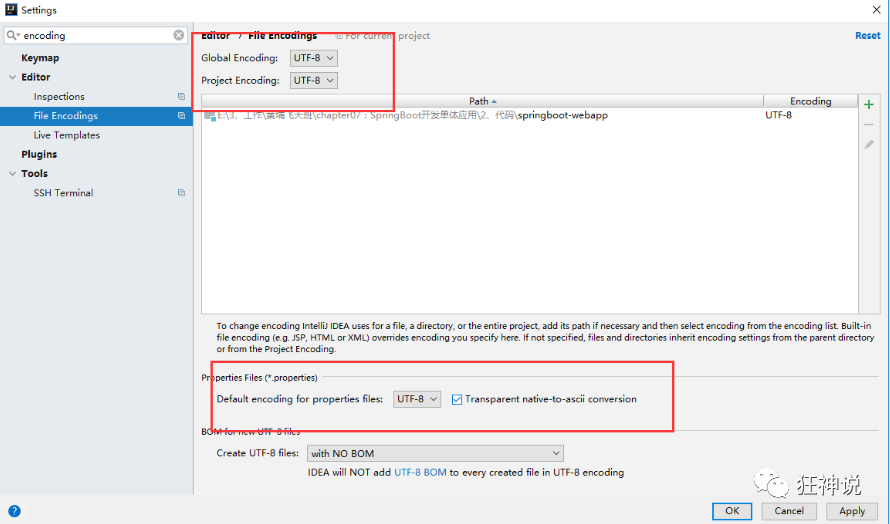 Settings
encoding
Keymap
Editor
Inspections
File Encodings
Live Templates
Plugins
Tools
SSH Terminal
Editor › File Encodings For current project Reset
Global Encoding: UTF-8
Project Encoding: UTF-8
Path Encoding
E:\3、工作\黄埔飞天班\chapter07：SpringBoot开发单体应用\2、代码\springboot-webapp UTF-8
To change encoding IntelliJ IDEA uses for a file, a directory, or the entire project, add its path if necessary and then select encoding from the encoding list. Built-in
file encoding (e.g. JSP, HTML or XML) overrides encoding you specify here. If not specified, files and directories inherit encoding settings from the parent directory
or from the Project Encoding.
Properties Files (*.properties)
Default encoding for properties files: UTF-8 Transparent native-to-ascii conversion
BOM for new UTF-8 files
Create UTF-8 files: with NO BOM
IDEA will NOT add UTF-8 BOM to every created file in UTF-8 encoding
狂神说
? OK Cancel Apply